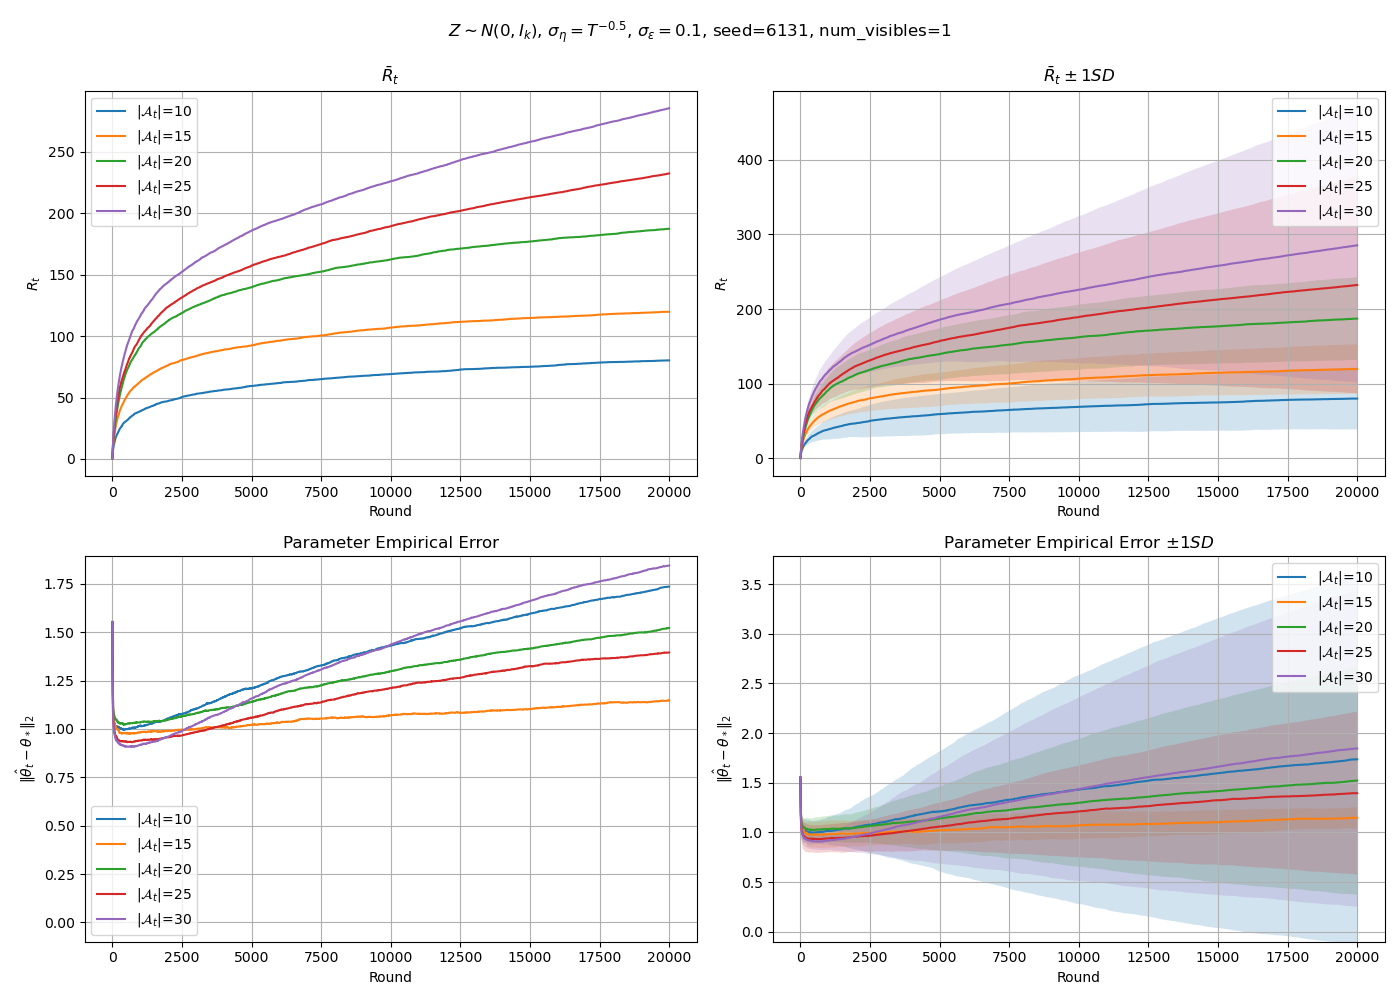 Z ∼ N(0, I_k), σ_η = T^{−0.5}, σ_ε = 0.1, seed=6131, num_visibles=1
R̄_t
R_t
250
200
150
100
50
0
|𝒜_t|=10
|𝒜_t|=15
|𝒜_t|=20
|𝒜_t|=25
|𝒜_t|=30
0 2500 5000 7500 10000 12500 15000 17500 20000
Round
R̄_t ± 1SD
R_t
400
300
200
100
0
|𝒜_t|=10
|𝒜_t|=15
|𝒜_t|=20
|𝒜_t|=25
|𝒜_t|=30
0 2500 5000 7500 10000 12500 15000 17500 20000
Round
Parameter Empirical Error
‖θ̂_t − θ_*‖_2
1.75
1.50
1.25
1.00
0.75
0.50
0.25
0.00
|𝒜_t|=10
|𝒜_t|=15
|𝒜_t|=20
|𝒜_t|=25
|𝒜_t|=30
0 2500 5000 7500 10000 12500 15000 17500 20000
Round
Parameter Empirical Error ±1SD
‖θ̂_t − θ_*‖_2
3.5
3.0
2.5
2.0
1.5
1.0
0.5
0.0
|𝒜_t|=10
|𝒜_t|=15
|𝒜_t|=20
|𝒜_t|=25
|𝒜_t|=30
0 2500 5000 7500 10000 12500 15000 17500 20000
Round